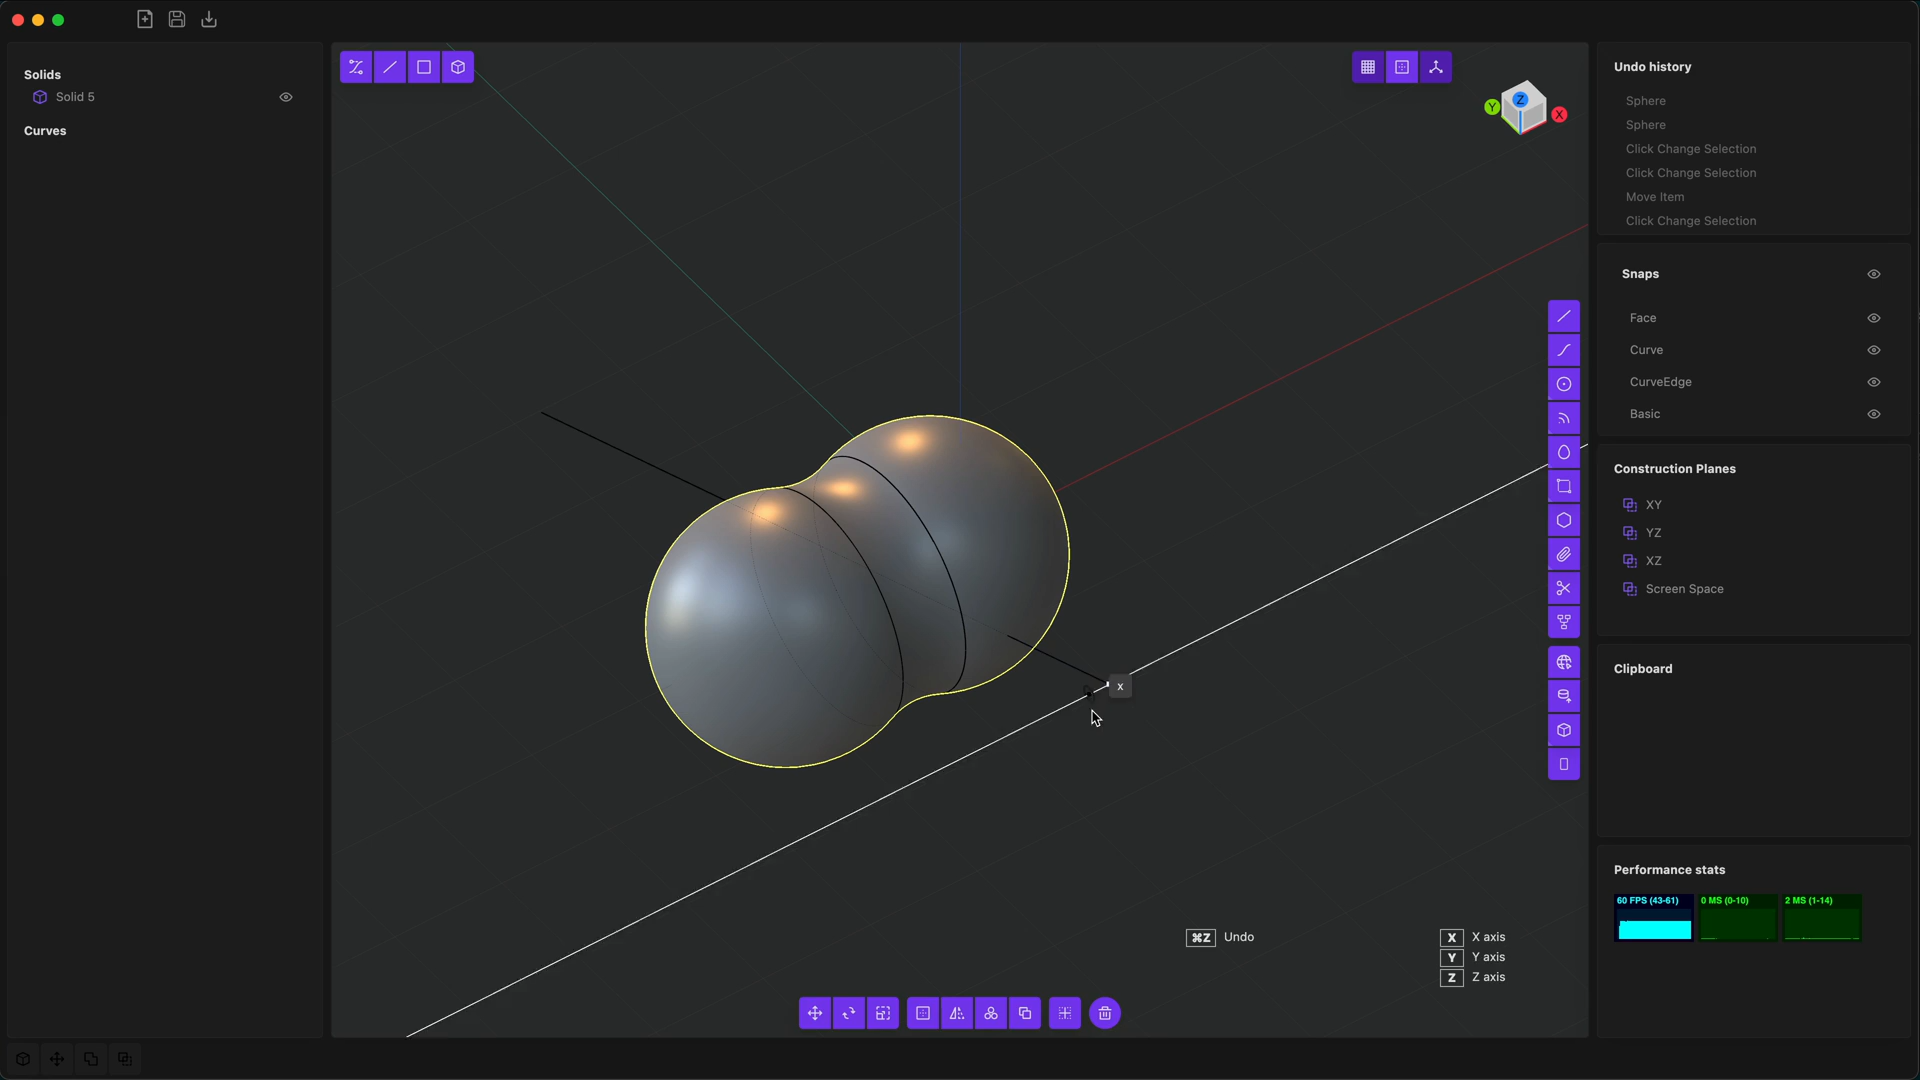 Solids
Solid 5
Curves
Z
Y
X
x
⌘Z Undo
X X axis
Y Y axis
Z Z axis
Undo history
Sphere
Sphere
Click Change Selection
Click Change Selection
Move Item
Click Change Selection
Snaps
Face
Curve
CurveEdge
Basic
Construction Planes
XY
YZ
XZ
Screen Space
Clipboard
Performance stats
60 FPS (43-61) 0 MS (0-10) 2 MS (1-14)